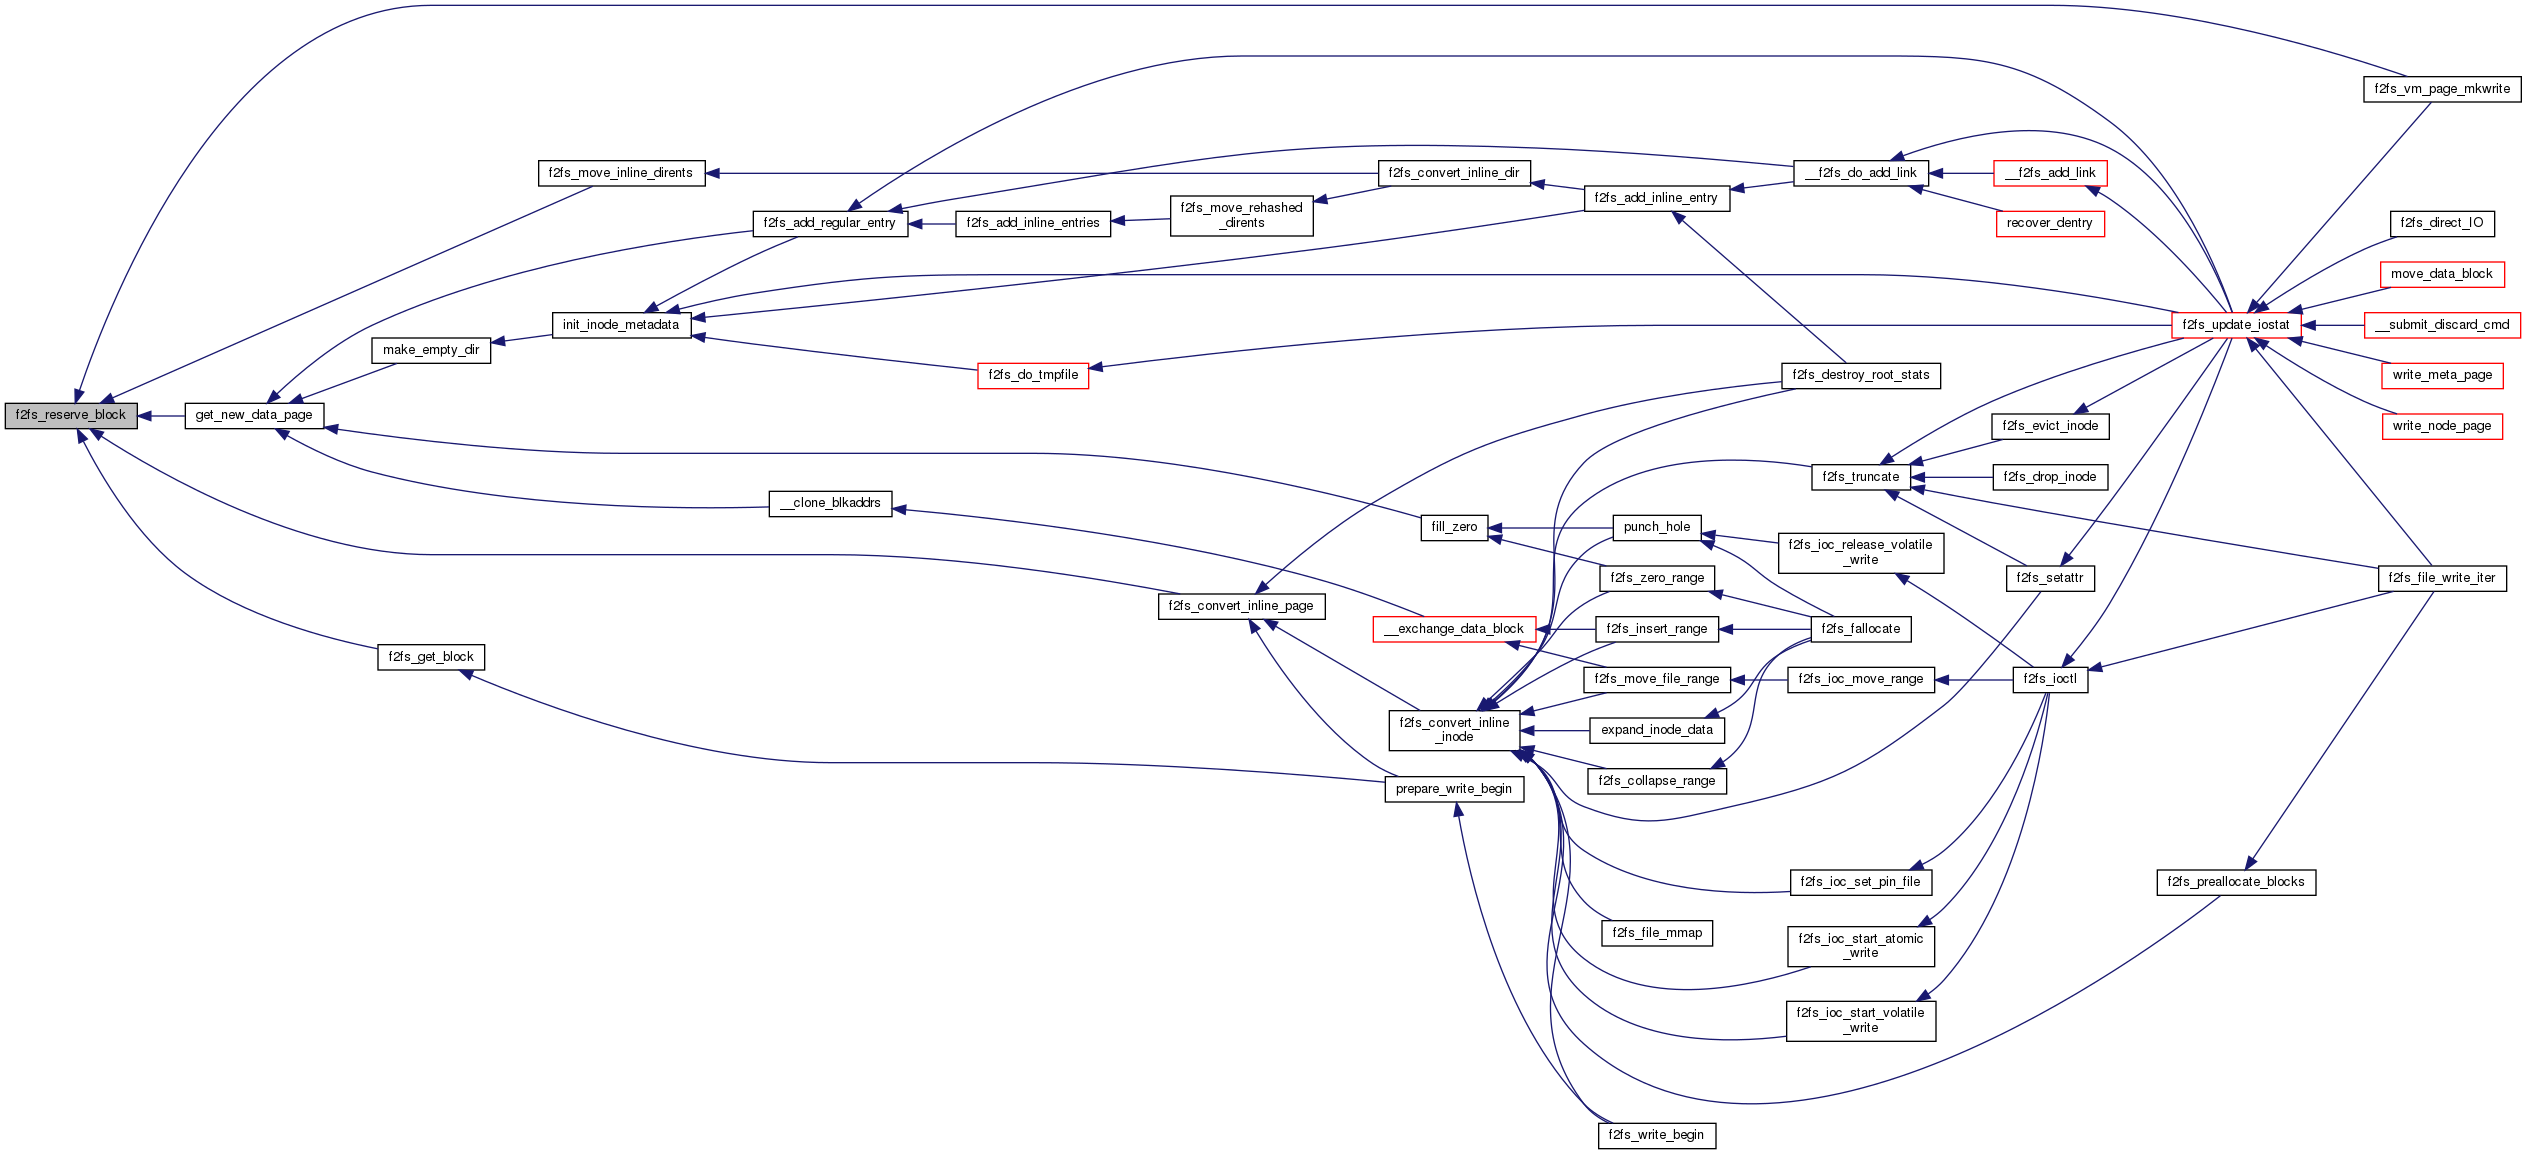 f2fs_reserve_block
get_new_data_page
f2fs_get_block
make_empty_dir
f2fs_move_inline_dirents
init_inode_metadata
f2fs_add_regular_entry
__clone_blkaddrs
f2fs_add_inline_entries
f2fs_do_tmpfile
f2fs_move_rehashed
_dirents
f2fs_convert_inline_page
f2fs_convert_inline_dir
fill_zero
__exchange_data_block
f2fs_convert_inline
_inode
prepare_write_begin
f2fs_add_inline_entry
punch_hole
f2fs_zero_range
f2fs_insert_range
f2fs_move_file_range
expand_inode_data
f2fs_collapse_range
f2fs_file_mmap
f2fs_write_begin
__f2fs_do_add_link
f2fs_destroy_root_stats
f2fs_truncate
f2fs_ioc_release_volatile
_write
f2fs_fallocate
f2fs_ioc_move_range
f2fs_ioc_set_pin_file
f2fs_ioc_start_atomic
_write
f2fs_ioc_start_volatile
_write
__f2fs_add_link
recover_dentry
f2fs_evict_inode
f2fs_drop_inode
f2fs_setattr
f2fs_ioctl
f2fs_update_iostat
f2fs_preallocate_blocks
f2fs_vm_page_mkwrite
f2fs_direct_IO
move_data_block
__submit_discard_cmd
write_meta_page
write_node_page
f2fs_file_write_iter